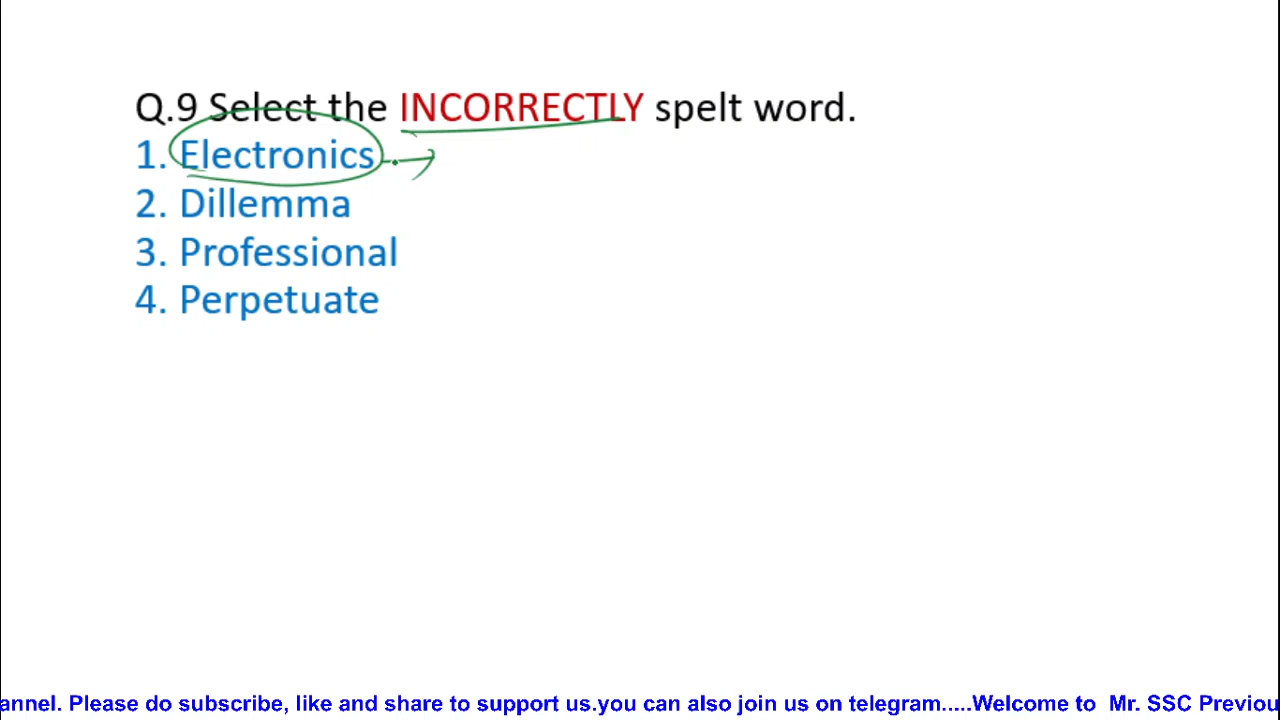 Q.9 Select the INCORRECTLY spelt word.
1. Electronics
2. Dillemma
3. Professional
4. Perpetuate
annel. Please do subscribe, like and share to support us.you can also join us on telegram.....Welcome to Mr. SSC Previou